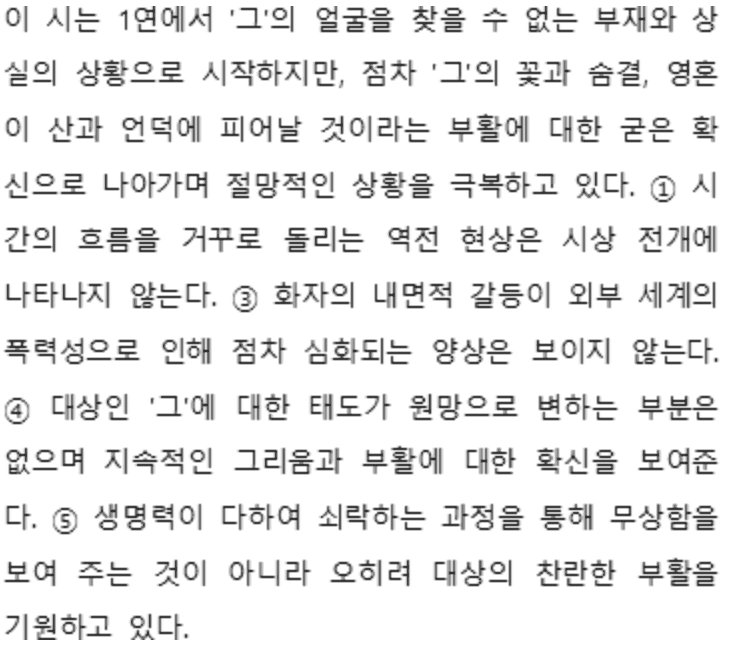 이 시는 1연에서 '그'의 얼굴을 찾을 수 없는 부재와 상
실의 상황으로 시작하지만, 점차 '그'의 꽃과 숨결, 영혼
이 산과 언덕에 피어날 것이라는 부활에 대한 굳은 확
신으로 나아가며 절망적인 상황을 극복하고 있다. ① 시
간의 흐름을 거꾸로 돌리는 역전 현상은 시상 전개에
나타나지 않는다. ③ 화자의 내면적 갈등이 외부 세계의
폭력성으로 인해 점차 심화되는 양상은 보이지 않는다.
④ 대상인 '그'에 대한 태도가 원망으로 변하는 부분은
없으며 지속적인 그리움과 부활에 대한 확신을 보여준
다. ⑤ 생명력이 다하여 쇠락하는 과정을 통해 무상함을
보여 주는 것이 아니라 오히려 대상의 찬란한 부활을
기원하고 있다.